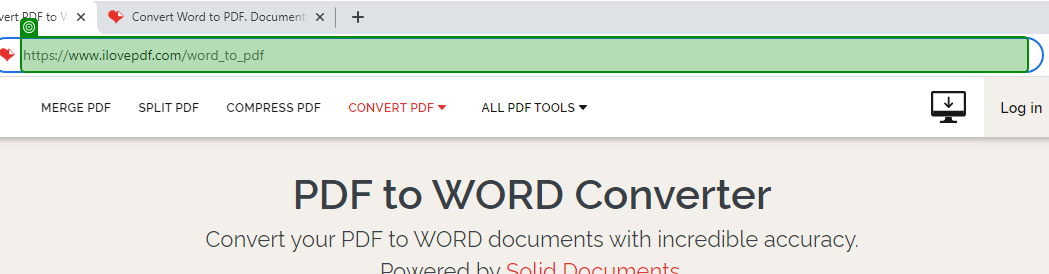 vert PDF to W
Convert Word to PDF. Document
https://www.ilovepdf.com/word_to_pdf
MERGE PDF SPLIT PDF COMPRESS PDF CONVERT PDF ALL PDF TOOLS Log in
PDF to WORD Converter
Convert your PDF to WORD documents with incredible accuracy.
Powered by Solid Documents.